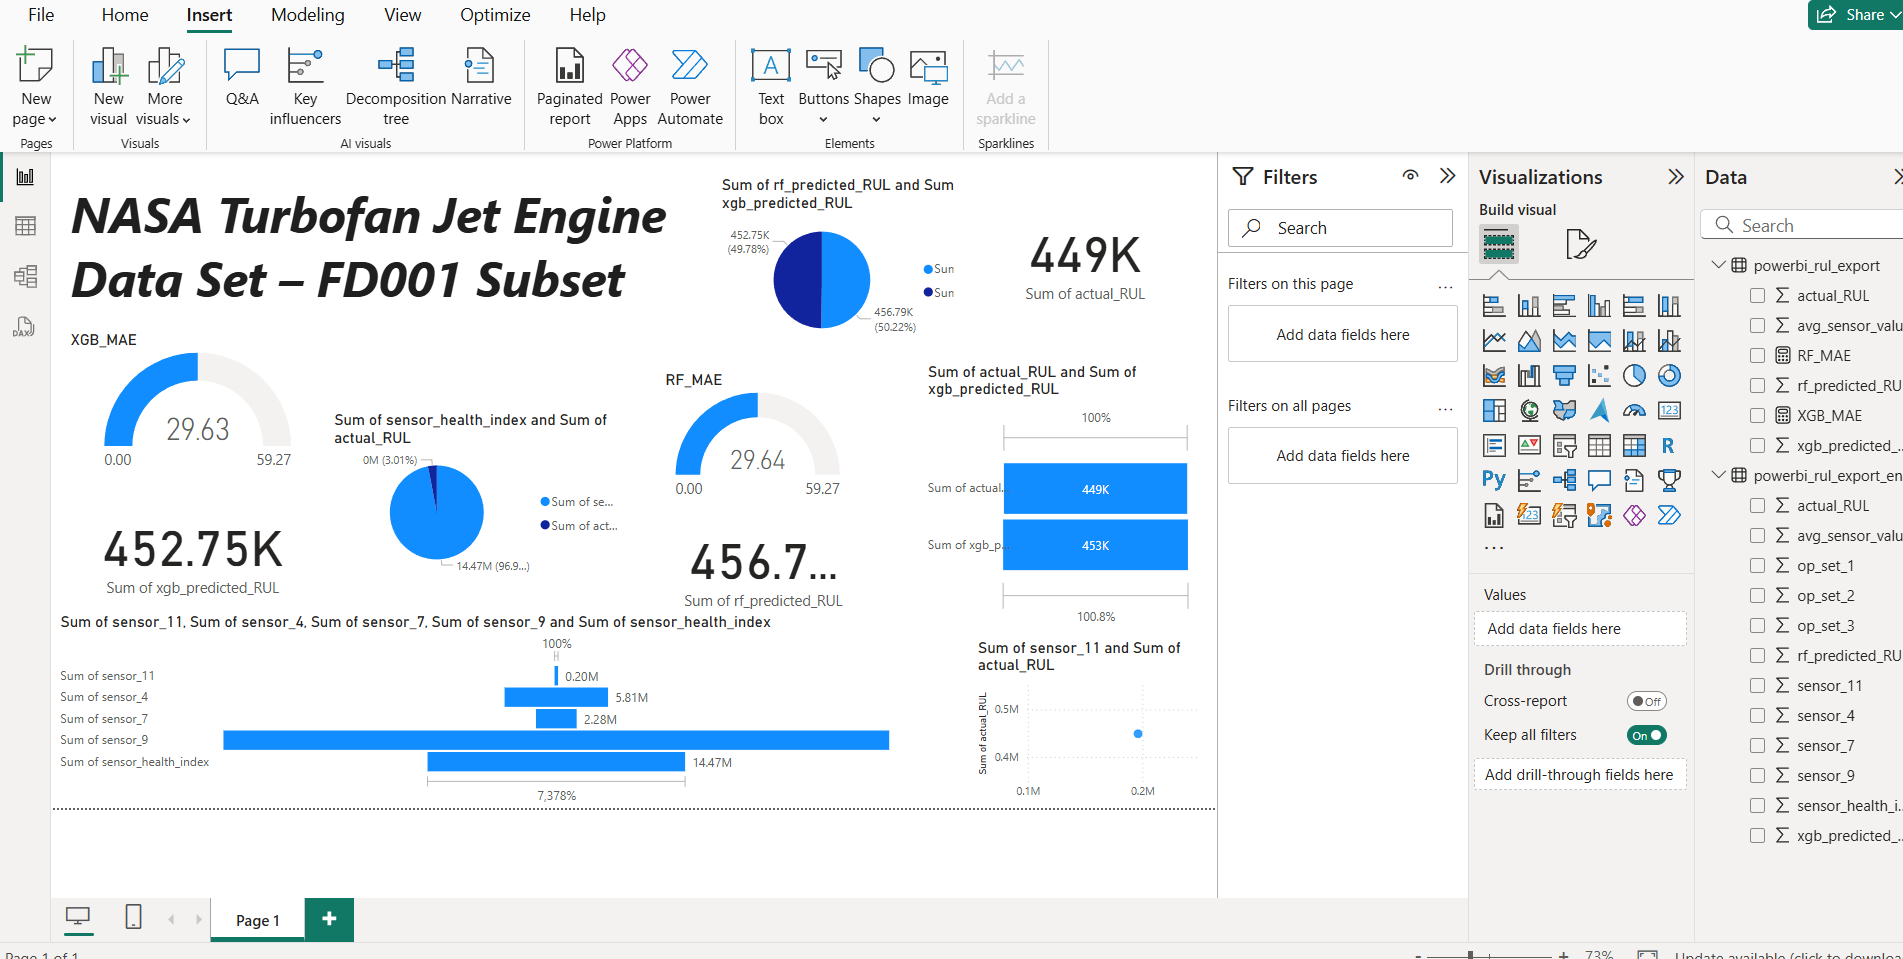 File Home Insert Modeling View Optimize Help
Share
New page
New visual
More visuals
Q&A
Key influencers
Decomposition tree
Narrative
Paginated report
Power Apps
Power Automate
Text box
Buttons
Shapes
Image
Add a sparkline
Pages
Visuals
AI visuals
Power Platform
Elements
Sparklines
NASA Turbofan Jet Engine
Data Set – FD001 Subset
Sum of rf_predicted_RUL and Sum
xgb_predicted_RUL
452.75K
(49.78%)
Sun
Sun
456.79K
(50.22%)
449K
Sum of actual_RUL
XGB_MAE
29.63
0.00
59.27
Sum of sensor_health_index and Sum of
actual_RUL
0M (3.01%)
Sum of se...
Sum of act...
14.47M (96.9...)
RF_MAE
29.64
0.00
59.27
Sum of actual_RUL and Sum of
xgb_predicted_RUL
100%
Sum of actual...
449K
Sum of xgb_p...
453K
100.8%
452.75K
Sum of xgb_predicted_RUL
456.7...
Sum of rf_predicted_RUL
Sum of sensor_11, Sum of sensor_4, Sum of sensor_7, Sum of sensor_9 and Sum of sensor_health_index
100%
Sum of sensor_11
0.20M
Sum of sensor_4
5.81M
Sum of sensor_7
2.28M
Sum of sensor_9
Sum of sensor_health_index
14.47M
7,378%
Sum of sensor_11 and Sum of
actual_RUL
Sum of actual_RUL
0.5M
0.4M
0.1M
0.2M
Filters
Search
Filters on this page
...
Add data fields here
Filters on all pages
...
Add data fields here
Visualizations
Build visual
123
R
Py
123
...
Values
Add data fields here
Drill through
Cross-report
Off
Keep all filters
On
Add drill-through fields here
Data
Search
powerbi_rul_export
actual_RUL
avg_sensor_valu
RF_MAE
rf_predicted_RU
XGB_MAE
xgb_predicted_...
powerbi_rul_export_en
actual_RUL
avg_sensor_valu
op_set_1
op_set_2
op_set_3
rf_predicted_RU
sensor_11
sensor_4
sensor_7
sensor_9
sensor_health_i...
xgb_predicted_...
DAX
Page 1
+
Page 1 of 1
- + 73%
Update available (click to downloa